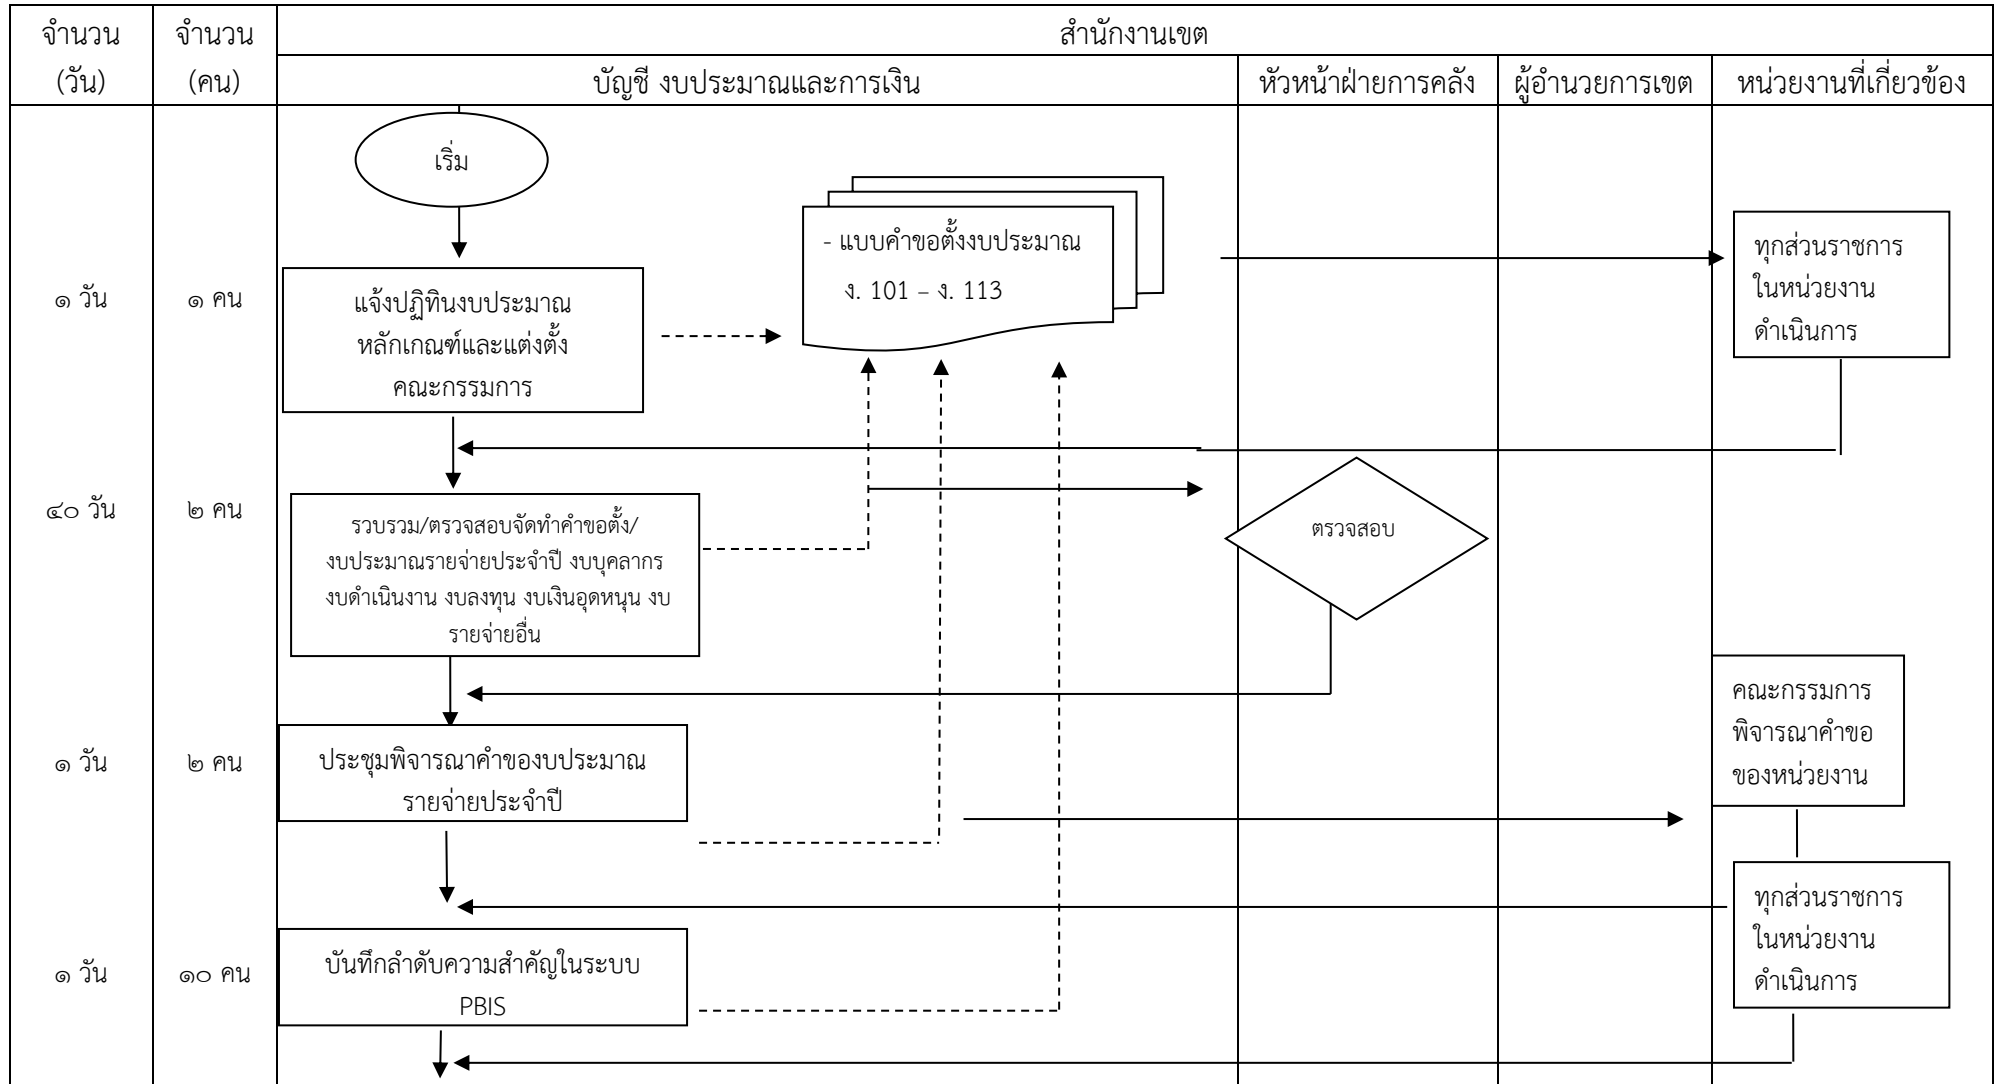 จำนวน
(วัน)
จำนวน
(คน)
สำนักงานเขต
บัญชี งบประมาณและการเงิน
หัวหน้าฝ่ายการคลัง
ผู้อำนวยการเขต
หน่วยงานที่เกี่ยวข้อง
เริ่ม
- แบบคำขอตั้งงบประมาณ
ง. 101 – ง. 113
ทุกส่วนราชการ
ในหน่วยงาน
ดำเนินการ
๑ วัน
๑ คน
แจ้งปฏิทินงบประมาณ
หลักเกณฑ์และแต่งตั้ง
คณะกรรมการ
๔๐ วัน
๒ คน
รวบรวม/ตรวจสอบจัดทำคำขอตั้ง/
งบประมาณรายจ่ายประจำปี งบบุคลากร
งบดำเนินงาน งบลงทุน งบเงินอุดหนุน งบ
รายจ่ายอื่น
ตรวจสอบ
๑ วัน
๒ คน
ประชุมพิจารณาคำของบประมาณ
รายจ่ายประจำปี
คณะกรรมการ
พิจารณาคำขอ
ของหน่วยงาน
๑ วัน
๑๐ คน
บันทึกลำดับความสำคัญในระบบ
PBIS
ทุกส่วนราชการ
ในหน่วยงาน
ดำเนินการ